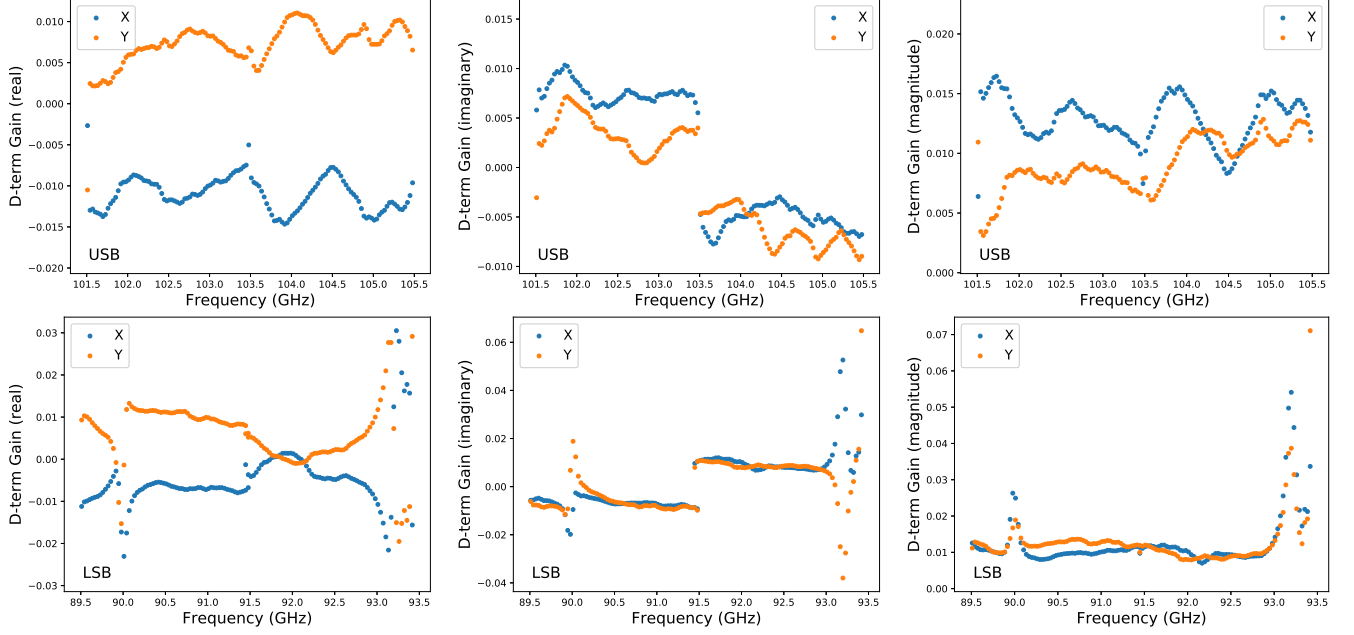 D-term Gain (real)
0.010
0.005
0.000
−0.005
−0.010
−0.015
−0.020
X
Y
USB
101.5 102.0 102.5 103.0 103.5 104.0 104.5 105.0 105.5
Frequency (GHz)
D-term Gain (imaginary)
0.015
0.010
0.005
0.000
−0.005
−0.010
X
Y
USB
101.5 102.0 102.5 103.0 103.5 104.0 104.5 105.0 105.5
Frequency (GHz)
D-term Gain (magnitude)
0.020
0.015
0.010
0.005
0.000
X
Y
USB
101.5 102.0 102.5 103.0 103.5 104.0 104.5 105.0 105.5
Frequency (GHz)
D-term Gain (real)
0.03
0.02
0.01
0.00
−0.01
−0.02
−0.03
X
Y
LSB
89.5 90.0 90.5 91.0 91.5 92.0 92.5 93.0 93.5
Frequency (GHz)
D-term Gain (imaginary)
0.06
0.04
0.02
0.00
−0.02
−0.04
X
Y
LSB
89.5 90.0 90.5 91.0 91.5 92.0 92.5 93.0 93.5
Frequency (GHz)
D-term Gain (magnitude)
0.07
0.06
0.05
0.04
0.03
0.02
0.01
0.00
X
Y
LSB
89.5 90.0 90.5 91.0 91.5 92.0 92.5 93.0 93.5
Frequency (GHz)